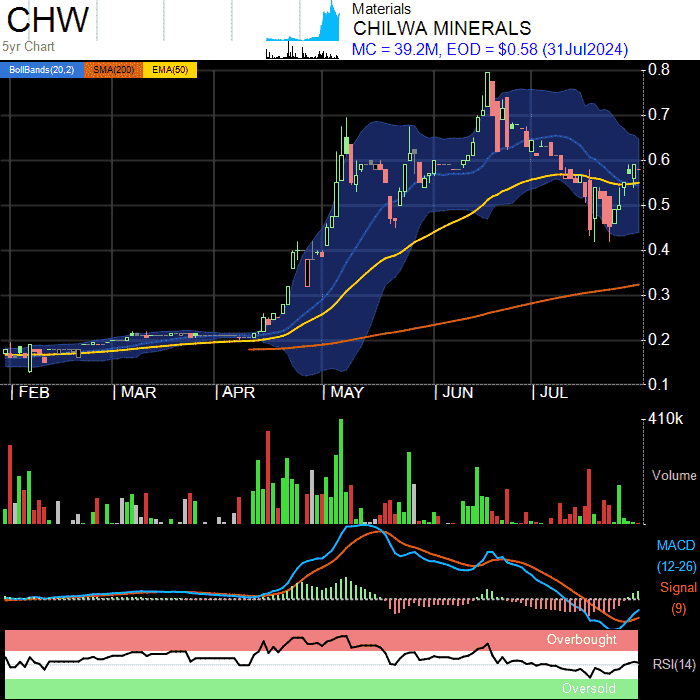 CHW
5yr Chart
Materials
CHILWA MINERALS
MC = 39.2M, EOD = $0.58 (31Jul2024)
BollBands(20,2) SMA(200) EMA(50)
0.8
0.7
0.6
0.5
0.4
0.3
0.2
0.1
FEB MAR APR MAY JUN JUL
410k
Volume
MACD
(12-26)
Signal
(9)
Overbought
RSI(14)
Oversold